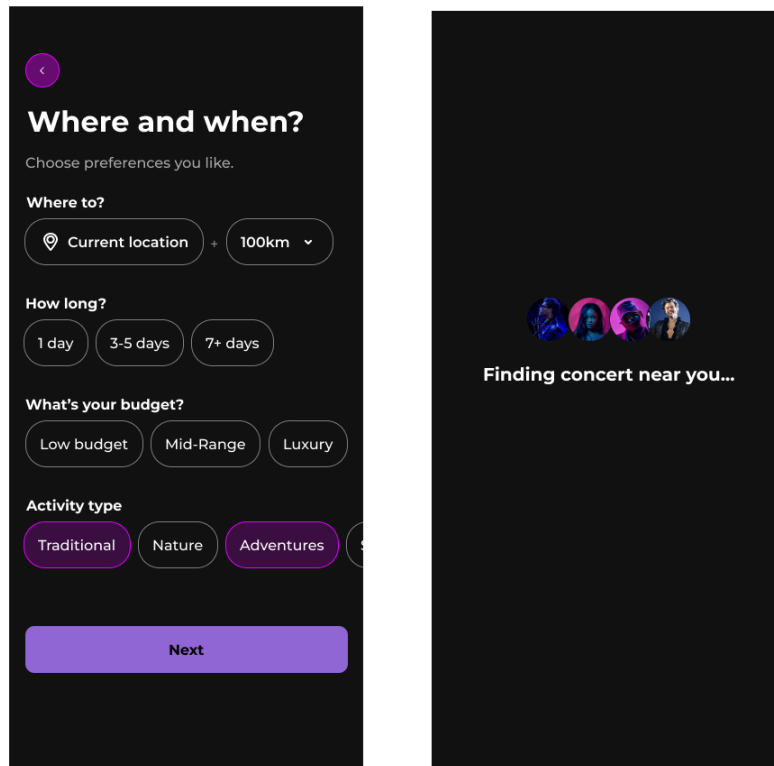 Where and when?
Choose preferences you like.
Where to?
Current location + 100km
How long?
1 day 3-5 days 7+ days
What's your budget?
Low budget Mid-Range Luxury
Activity type
Traditional Nature Adventures
Next
Finding concert near you...